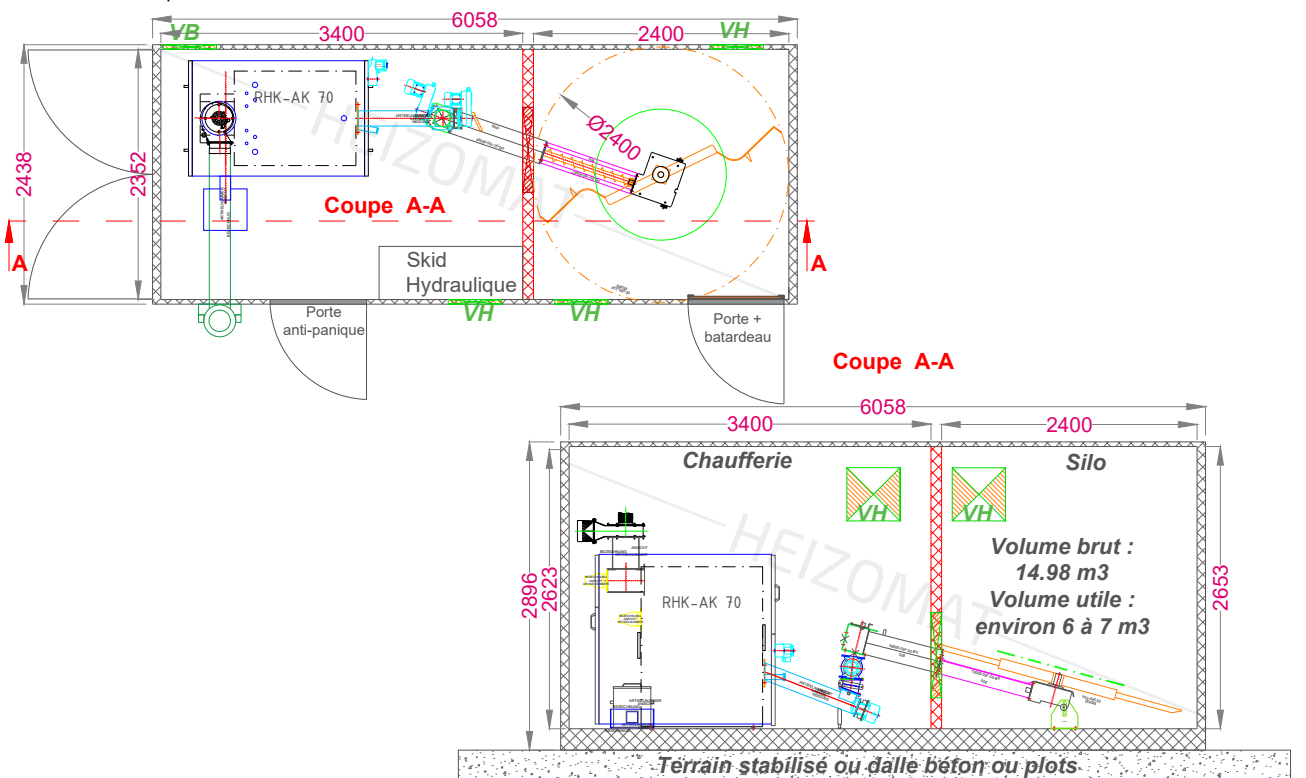 6058
3400
2400
VB
VH
RHK-AK 70
Ø2400
HEIZOMAT
2438
2352
Coupe A-A
A
A
Skid
Hydraulique
Porte
anti-panique
VH
VH
Porte +
batardeau
Coupe A-A
6058
3400
2400
Chaufferie
Silo
VH
VH
HEIZOMAT
Volume brut :
14.98 m3
Volume utile :
environ 6 à 7 m3
2896
2623
2653
RHK-AK 70
Terrain stabilisé ou dalle béton ou plots